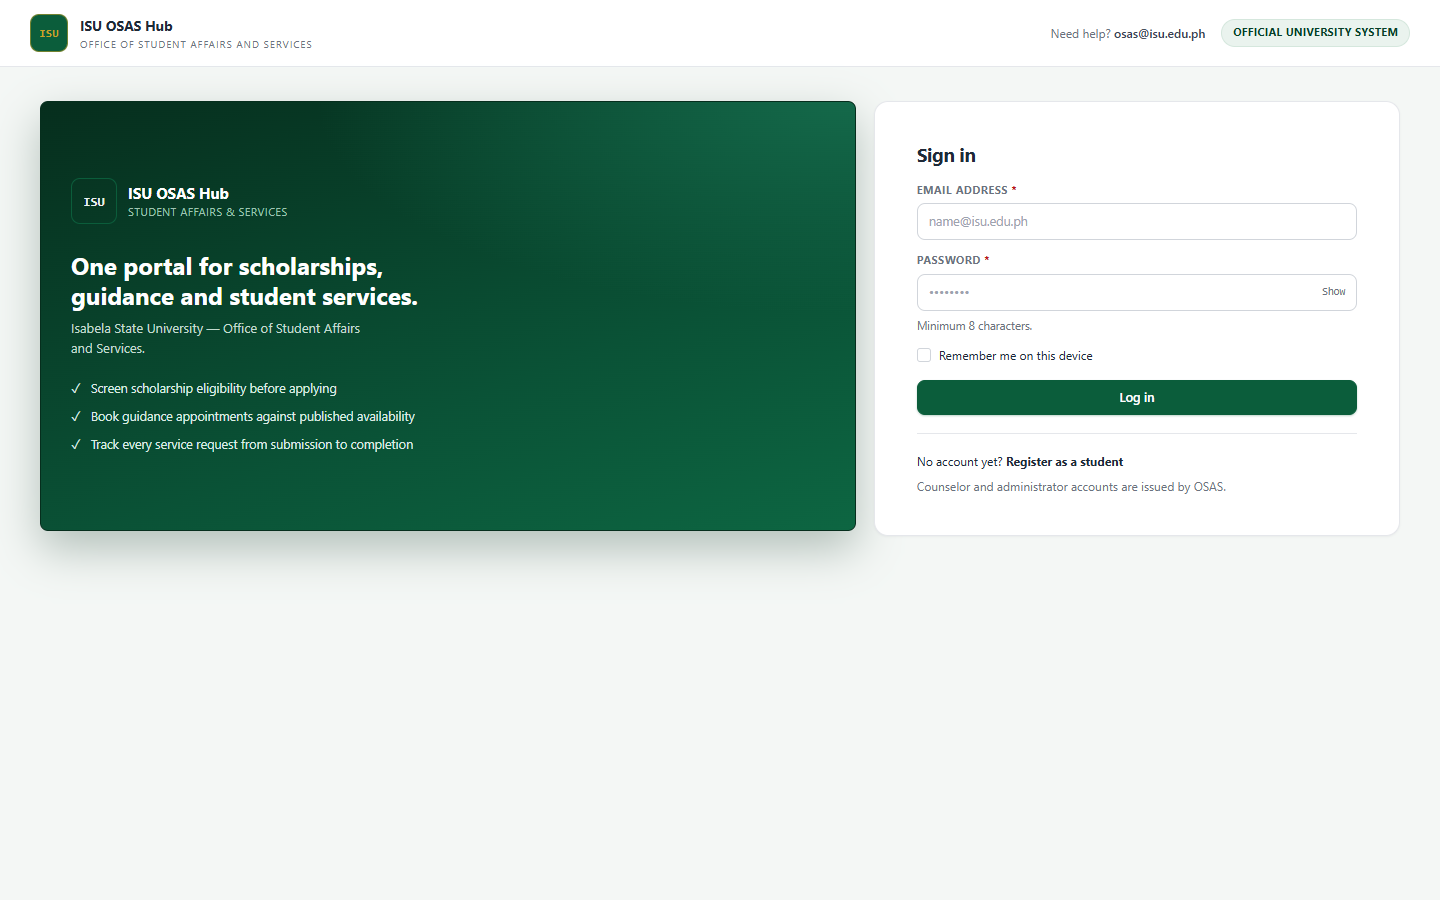 ISU
ISU OSAS Hub
OFFICE OF STUDENT AFFAIRS AND SERVICES
Need help? osas@isu.edu.ph
OFFICIAL UNIVERSITY SYSTEM
ISU
ISU OSAS Hub
STUDENT AFFAIRS & SERVICES
One portal for scholarships,
guidance and student services.
Isabela State University — Office of Student Affairs
and Services.
✓ Screen scholarship eligibility before applying
✓ Book guidance appointments against published availability
✓ Track every service request from submission to completion
Sign in
EMAIL ADDRESS *
name@isu.edu.ph
PASSWORD *
••••••••
Show
Minimum 8 characters.
Remember me on this device
Log in
No account yet? Register as a student
Counselor and administrator accounts are issued by OSAS.